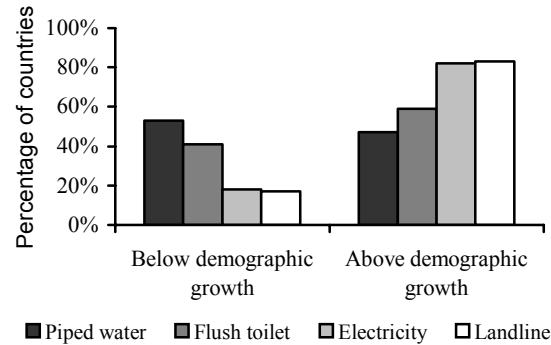 Percentage of countries
100%
80%
60%
40%
20%
0%
Below demographic
growth
Above demographic
growth
Piped water
Flush toilet
Electricity
Landline